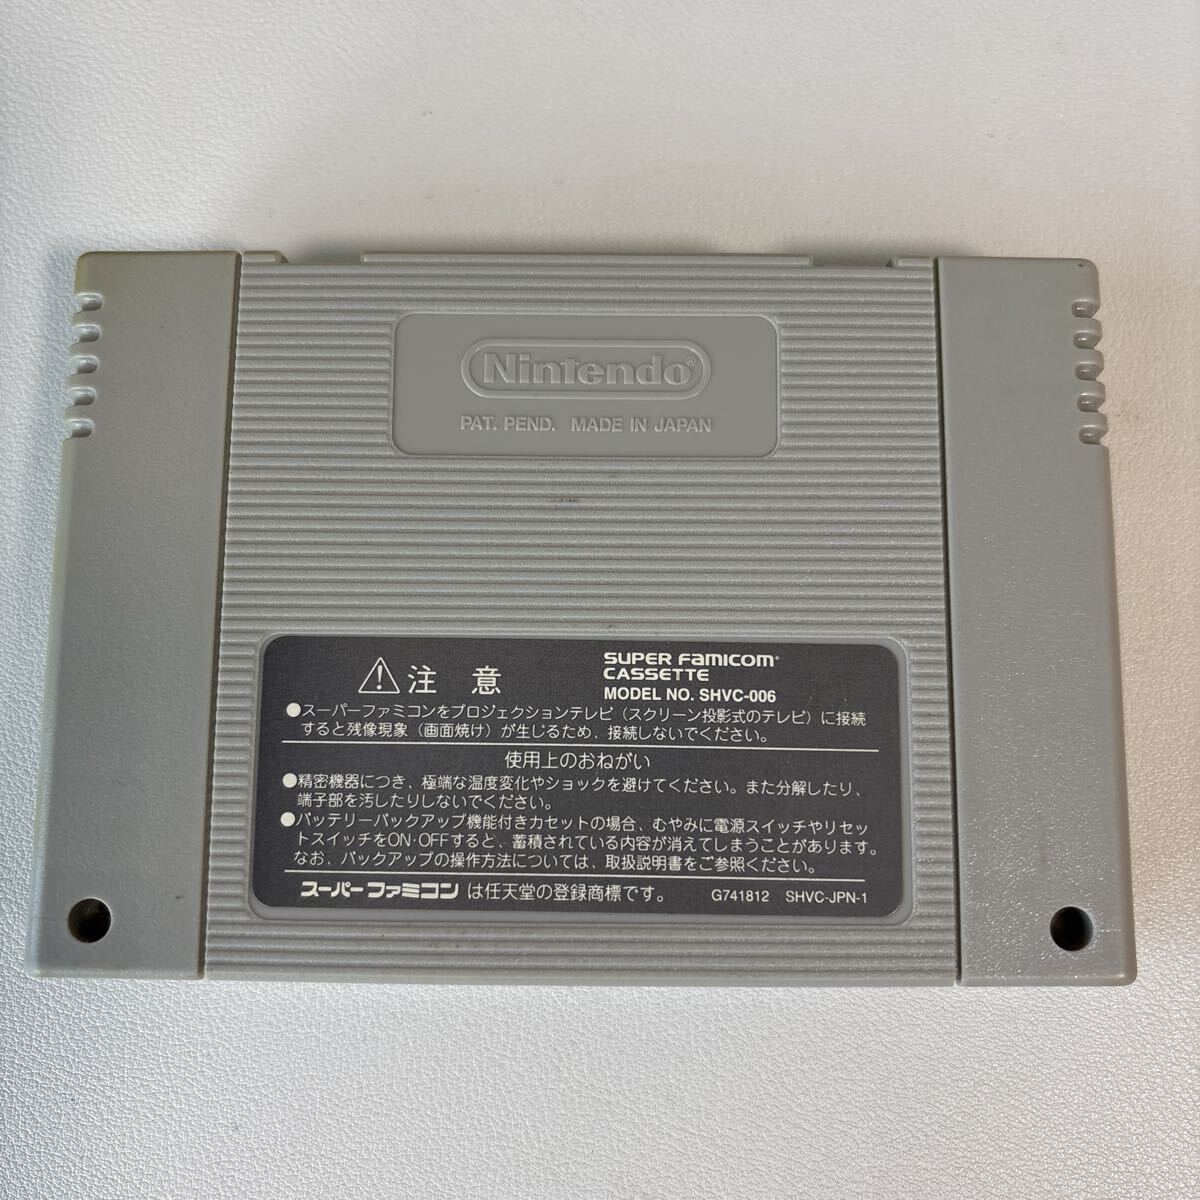 Nintendo®
PAT. PEND. MADE IN JAPAN
⚠注意
SUPER FAMICOM®
CASSETTE
MODEL NO. SHVC-006
●スーパーファミコンをプロジェクションテレビ（スクリーン投影式のテレビ）に接続
すると残像現象（画面焼け）が生じるため、接続しないでください。
使用上のおねがい
●精密機器につき、極端な温度変化やショックを避けてください。また分解したり、
端子部を汚したりしないでください。
●バッテリーバックアップ機能付きカセットの場合、むやみに電源スイッチやリセッ
トスイッチをON·OFFすると、蓄積されている内容が消えてしまうことがあります。
なお、バックアップの操作方法については、取扱説明書をご参照ください。
スーパーファミコン は任天堂の登録商標です。
G741812 SHVC-JPN-1